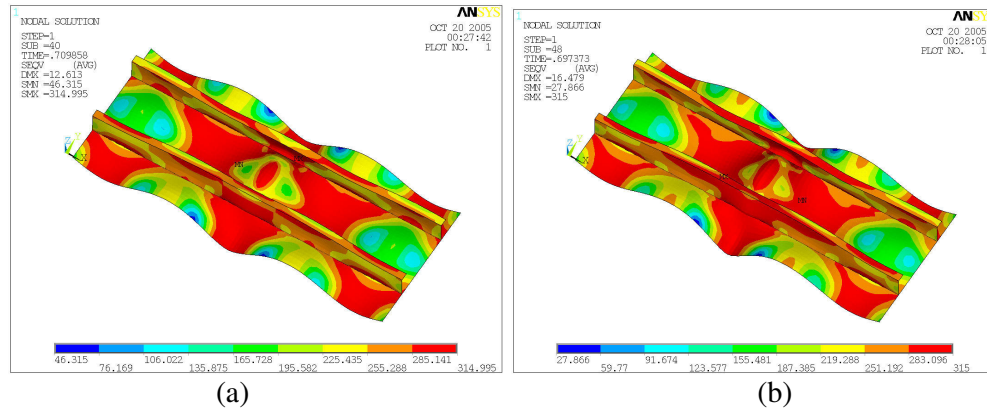 1
NODAL SOLUTION
STEP=1
SUB =40
TIME=.709858
SEQV (AVG)
DMX =12.613
SMN =46.315
SMX =314.995
ANSYS
OCT 20 2005
00:27:42
PLOT NO. 1
Z
Y
X
MN
46.315
76.169
106.022
135.875
165.728
195.582
225.435
255.288
285.141
314.995
(a)
1
NODAL SOLUTION
STEP=1
SUB =48
TIME=.697373
SEQV (AVG)
DMX =16.479
SMN =27.866
SMX =315
ANSYS
OCT 20 2005
00:28:05
PLOT NO. 1
Z
Y
X
MX
MN
27.866
59.77
91.674
123.577
155.481
187.385
219.288
251.192
283.096
315
(b)